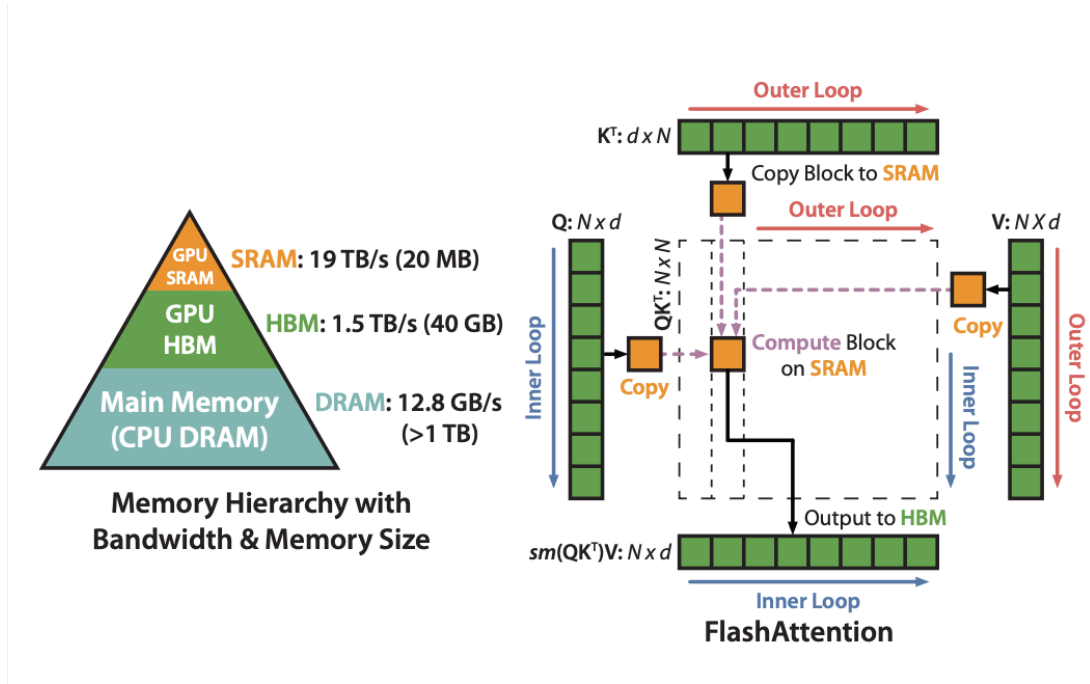 GPU
SRAM
SRAM: 19 TB/s (20 MB)
GPU
HBM
HBM: 1.5 TB/s (40 GB)
Main Memory
(CPU DRAM)
DRAM: 12.8 GB/s
(>1 TB)
Memory Hierarchy with
Bandwidth & Memory Size
Outer Loop
Kᵀ: d x N
Copy Block to SRAM
Outer Loop
Q: N x d
V: N X d
QKᵀ: N x N
Copy
Inner Loop
Compute Block
on SRAM
Copy
Inner Loop
Outer Loop
Output to HBM
sm(QKᵀ)V: N x d
Inner Loop
FlashAttention